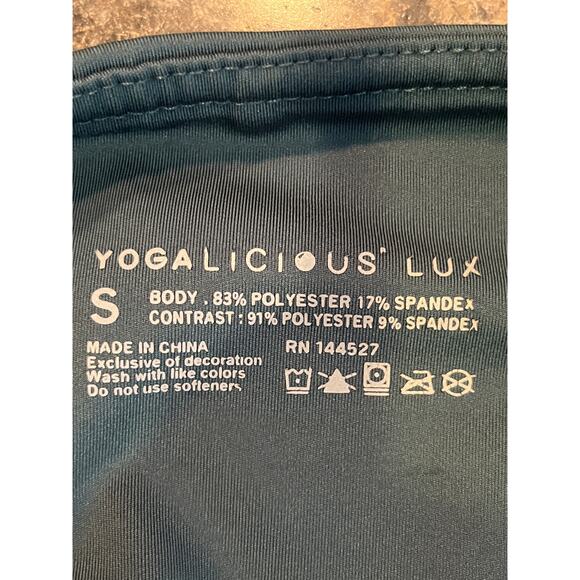 YOGALICIOUS® LUX
S
BODY . 83% POLYESTER 17% SPANDEX
CONTRAST : 91% POLYESTER 9% SPANDEX
MADE IN CHINA
Exclusive of decoration
Wash with like colors
Do not use softeners
RN 144527